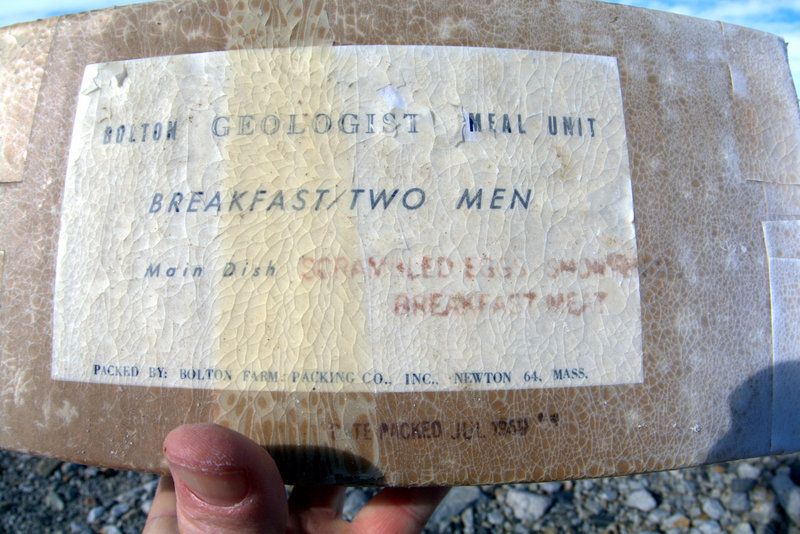 BOLTON GEOLOGIST MEAL UNIT
BREAKFAST/TWO MEN
Main Dish SCRAMBLED EGGS
BREAKFAST MEAT
PACKED BY: BOLTON FARM PACKING CO., INC., NEWTON 64, MASS.
DATE PACKED JUL